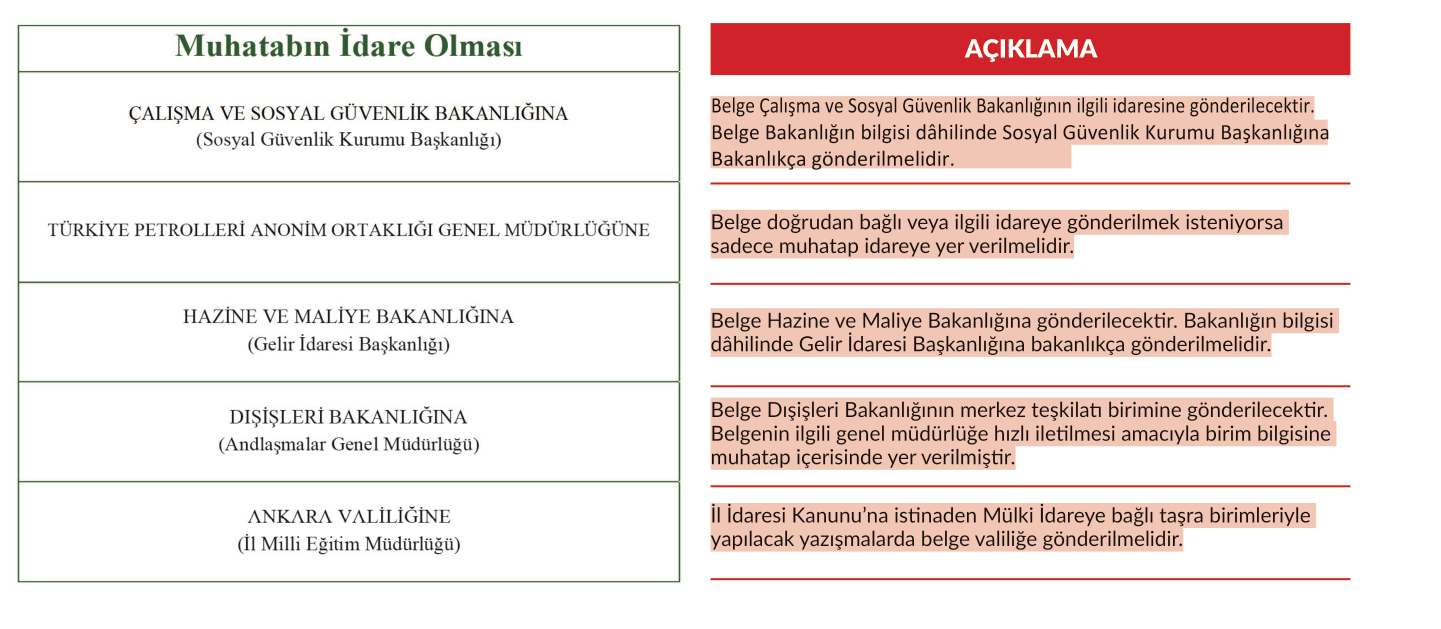 Muhatabın İdare Olması
AÇIKLAMA
ÇALIŞMA VE SOSYAL GÜVENLİK BAKANLIĞINA
(Sosyal Güvenlik Kurumu Başkanlığı)
Belge Çalışma ve Sosyal Güvenlik Bakanlığının ilgili idaresine gönderilecektir.
Belge Bakanlığın bilgisi dâhilinde Sosyal Güvenlik Kurumu Başkanlığına
Bakanlıkça gönderilmelidir.
TÜRKİYE PETROLLERİ ANONİM ORTAKLIĞI GENEL MÜDÜRLÜĞÜNE
Belge doğrudan bağlı veya ilgili idareye gönderilmek isteniyorsa
sadece muhatap idareye yer verilmelidir.
HAZİNE VE MALİYE BAKANLIĞINA
(Gelir İdaresi Başkanlığı)
Belge Hazine ve Maliye Bakanlığına gönderilecektir. Bakanlığın bilgisi
dâhilinde Gelir İdaresi Başkanlığına bakanlıkça gönderilmelidir.
DIŞİŞLERİ BAKANLIĞINA
(Andlaşmalar Genel Müdürlüğü)
Belge Dışişleri Bakanlığının merkez teşkilatı birimine gönderilecektir.
Belgenin ilgili genel müdürlüğe hızlı iletilmesi amacıyla birim bilgisine
muhatap içerisinde yer verilmiştir.
ANKARA VALİLİĞİNE
(İl Milli Eğitim Müdürlüğü)
İl İdaresi Kanunu’na istinaden Mülki İdareye bağlı taşra birimleriyle
yapılacak yazışmalarda belge valiliğe gönderilmelidir.